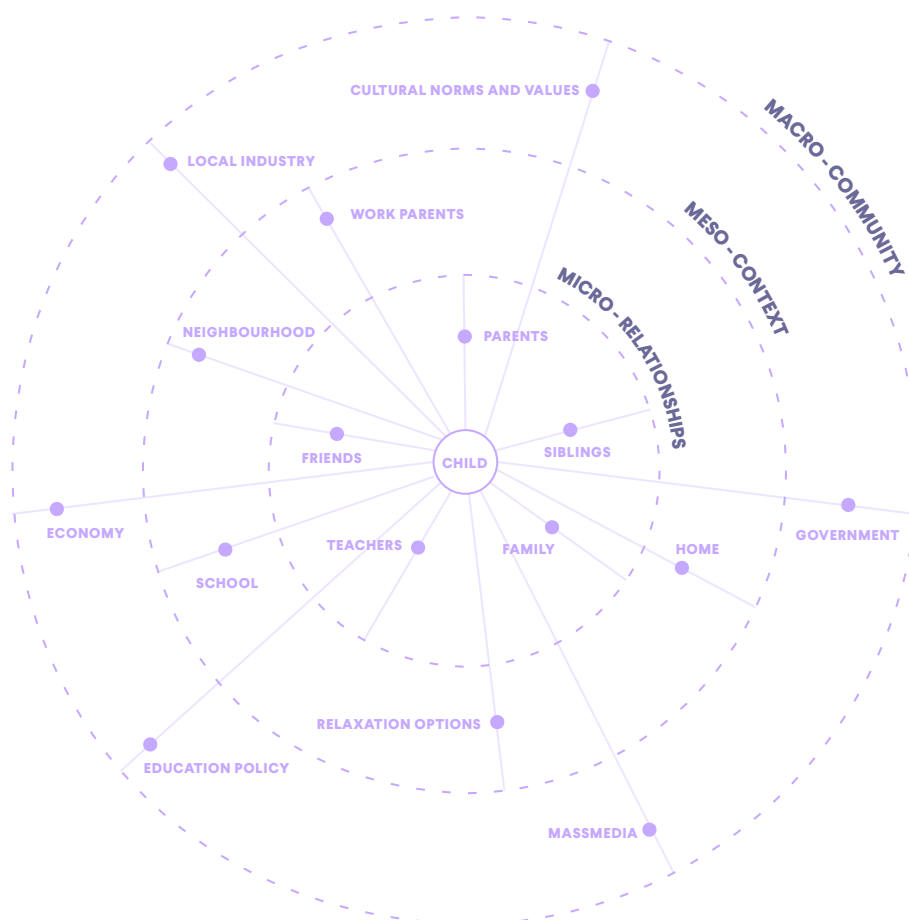 CULTURAL NORMS AND VALUES
MACRO - COMMUNITY
LOCAL INDUSTRY
WORK PARENTS
MESO - CONTEXT
MICRO - RELATIONSHIPS
NEIGHBOURHOOD
PARENTS
FRIENDS
CHILD
SIBLINGS
ECONOMY
TEACHERS
FAMILY
HOME
GOVERNMENT
SCHOOL
RELAXATION OPTIONS
EDUCATION POLICY
MASSMEDIA